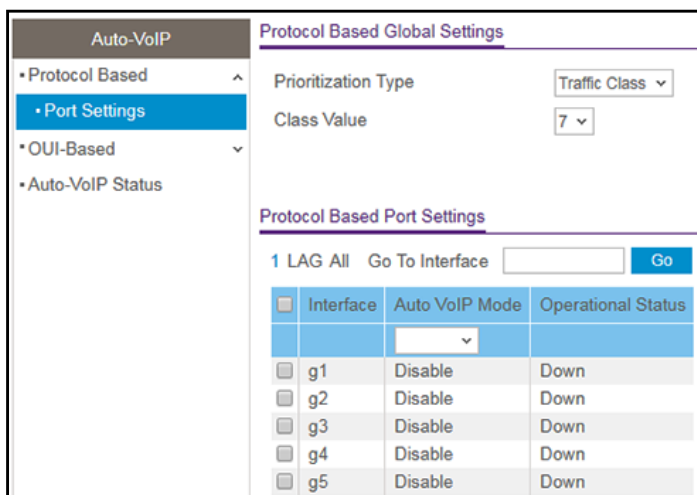 Auto-VoIP
Protocol Based
Port Settings
OUI-Based
Auto-VoIP Status
Protocol Based Global Settings
Prioritization Type Traffic Class
Class Value 7
Protocol Based Port Settings
1 LAG All Go To Interface Go
Interface Auto VoIP Mode Operational Status
g1 Disable Down
g2 Disable Down
g3 Disable Down
g4 Disable Down
g5 Disable Down